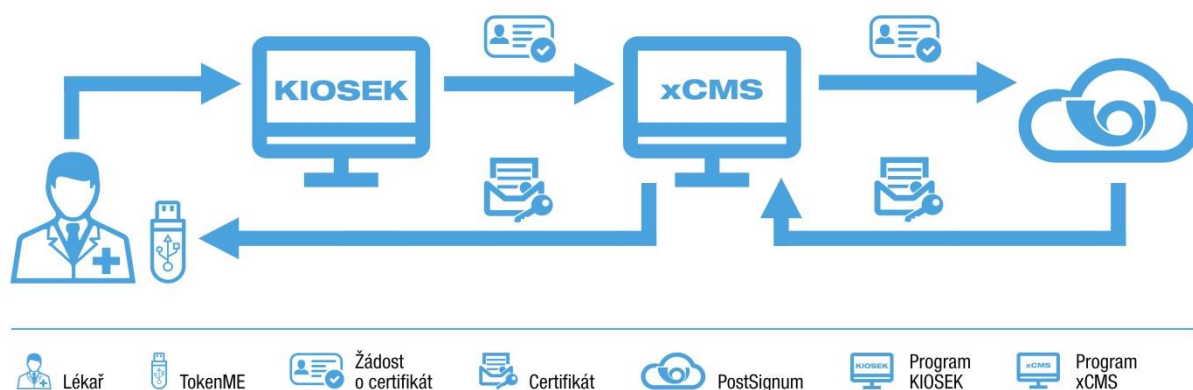 KIOSEK
xCMS
Lékař
TokenME
Žádost
o certifikát
Certifikát
PostSignum
KIOSEK
Program
KIOSEK
xCMS
Program
xCMS